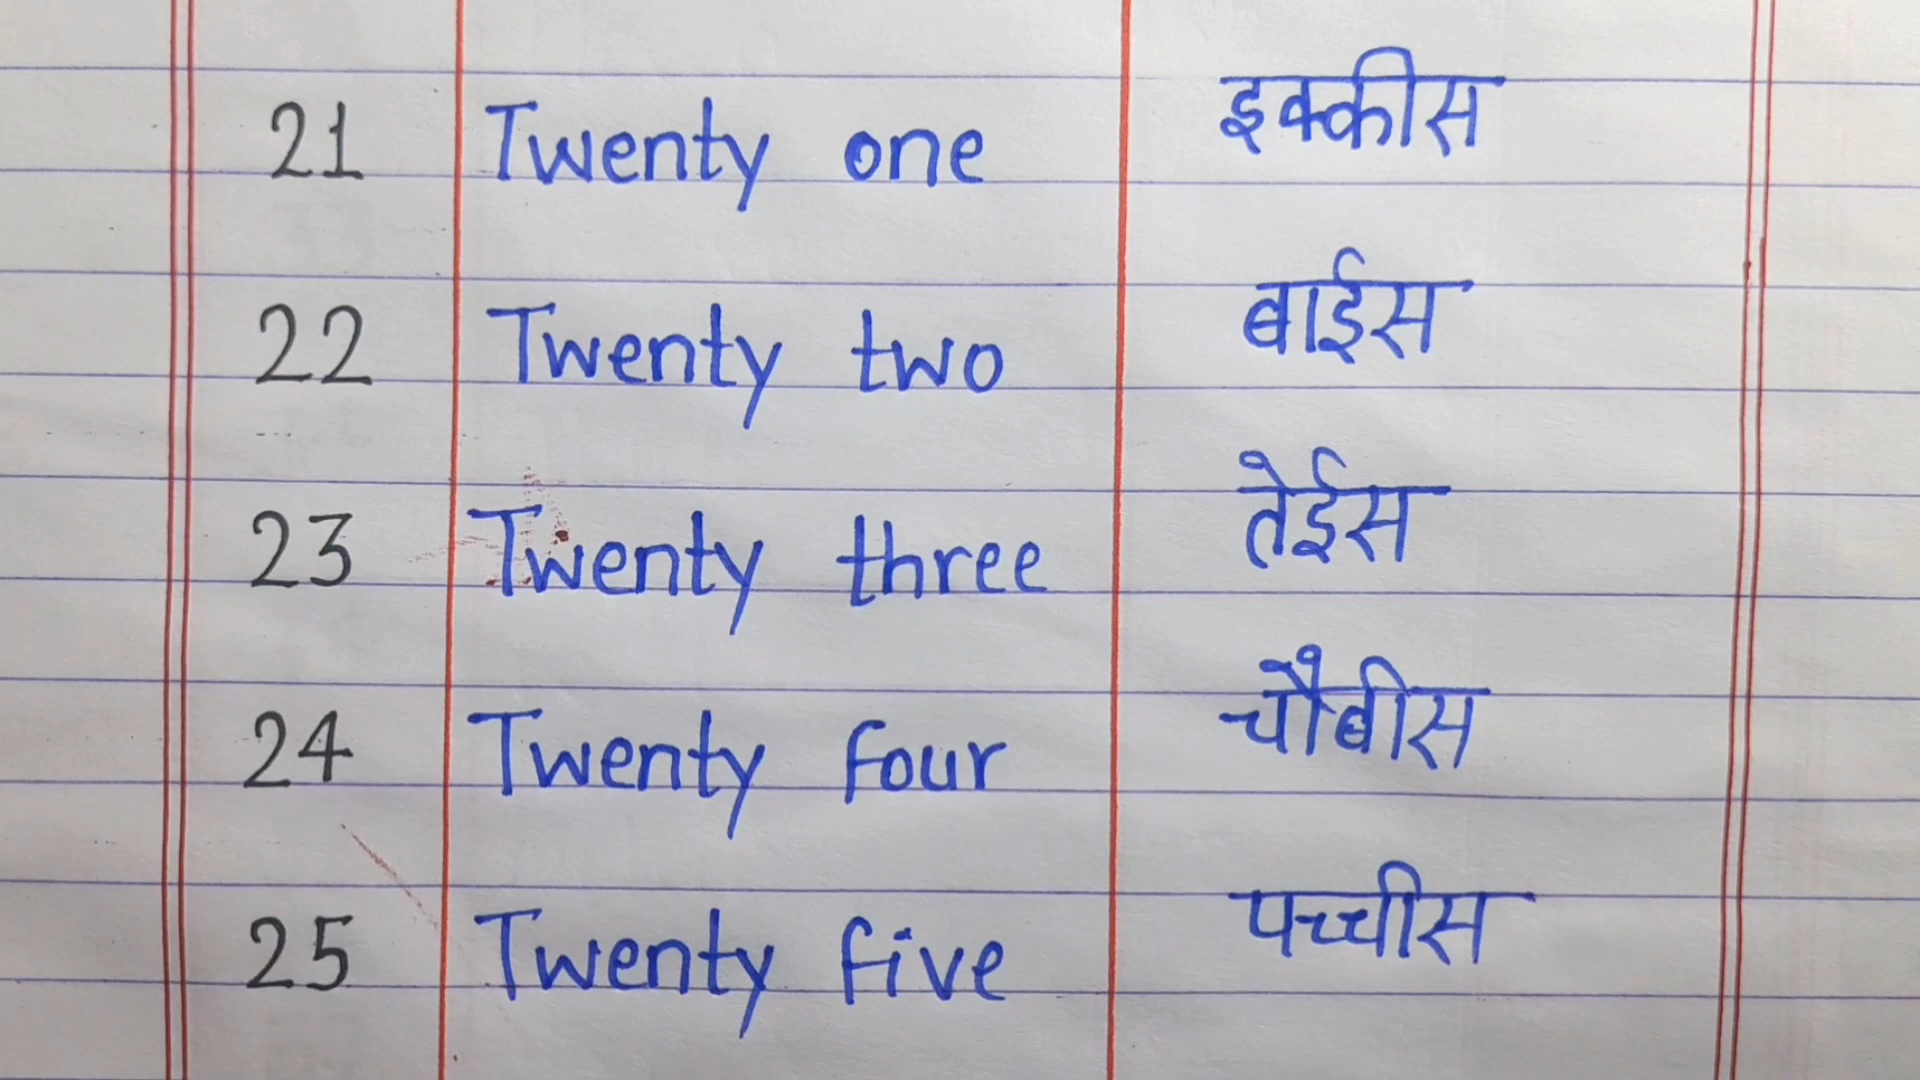 21 Twenty one इक्कीस
22 Twenty two बाईस
23 Twenty three तेईस
24 Twenty four चौबीस
25 Twenty five पच्चीस